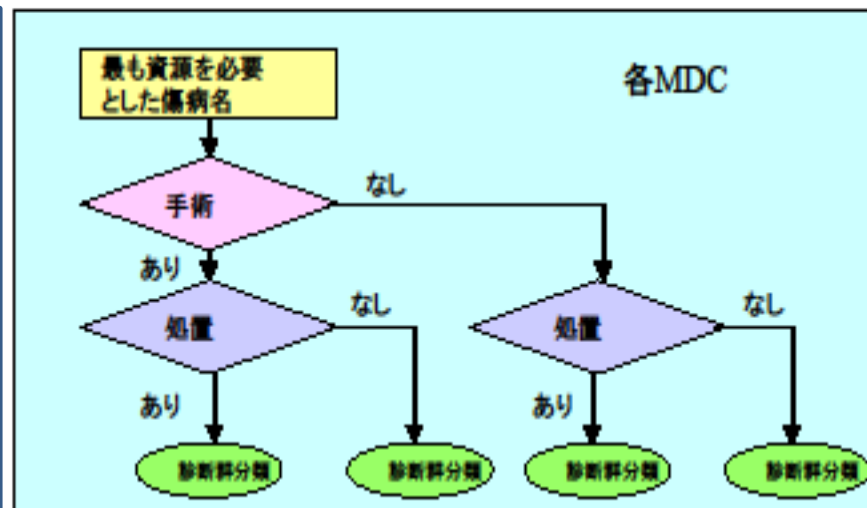 最も資源を必要
とした傷病名
各MDC
手術
なし
あり
処置
なし
処置
なし
あり
あり
診断群分類
診断群分類
診断群分類
診断群分類